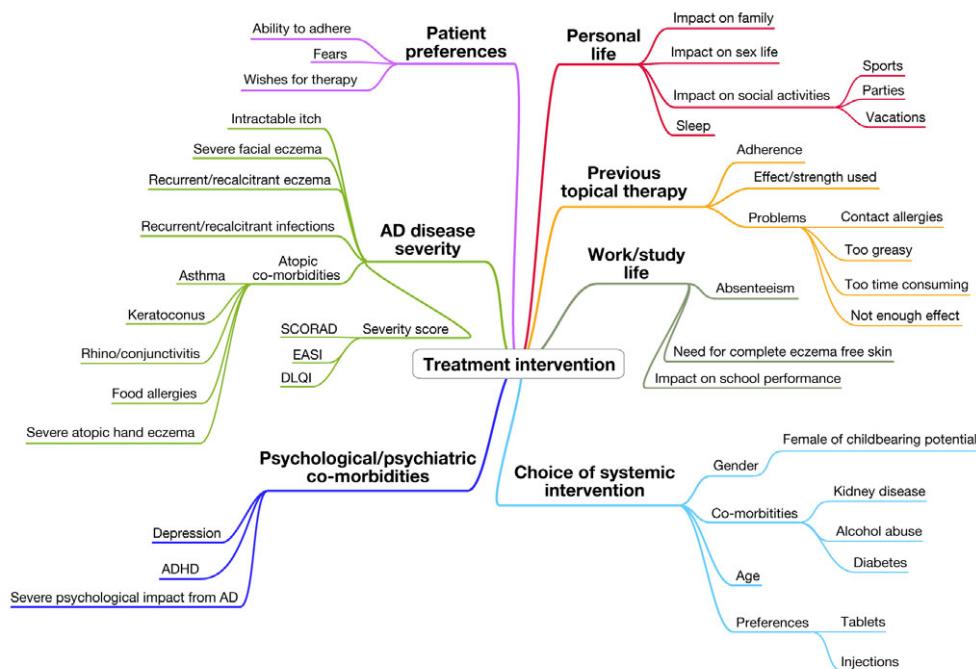 Patient
preferences
Ability to adhere
Fears
Wishes for therapy
Personal
life
Impact on family
Impact on sex life
Impact on social activities
Sports
Parties
Vacations
Sleep
AD disease
severity
Intractable itch
Severe facial eczema
Recurrent/recalcitrant eczema
Recurrent/recalcitrant infections
Atopic
co-morbidities
Asthma
Keratoconus
Rhino/conjunctivitis
Food allergies
Severe atopic hand eczema
Severity score
SCORAD
EASI
DLQI
Previous
topical therapy
Adherence
Effect/strength used
Problems
Contact allergies
Too greasy
Too time consuming
Not enough effect
Work/study
life
Absenteeism
Need for complete eczema free skin
Impact on school performance
Treatment intervention
Psychological/psychiatric
co-morbidities
Depression
ADHD
Severe psychological impact from AD
Choice of systemic
intervention
Gender
Female of childbearing potential
Co-morbitities
Kidney disease
Alcohol abuse
Diabetes
Age
Preferences
Tablets
Injections